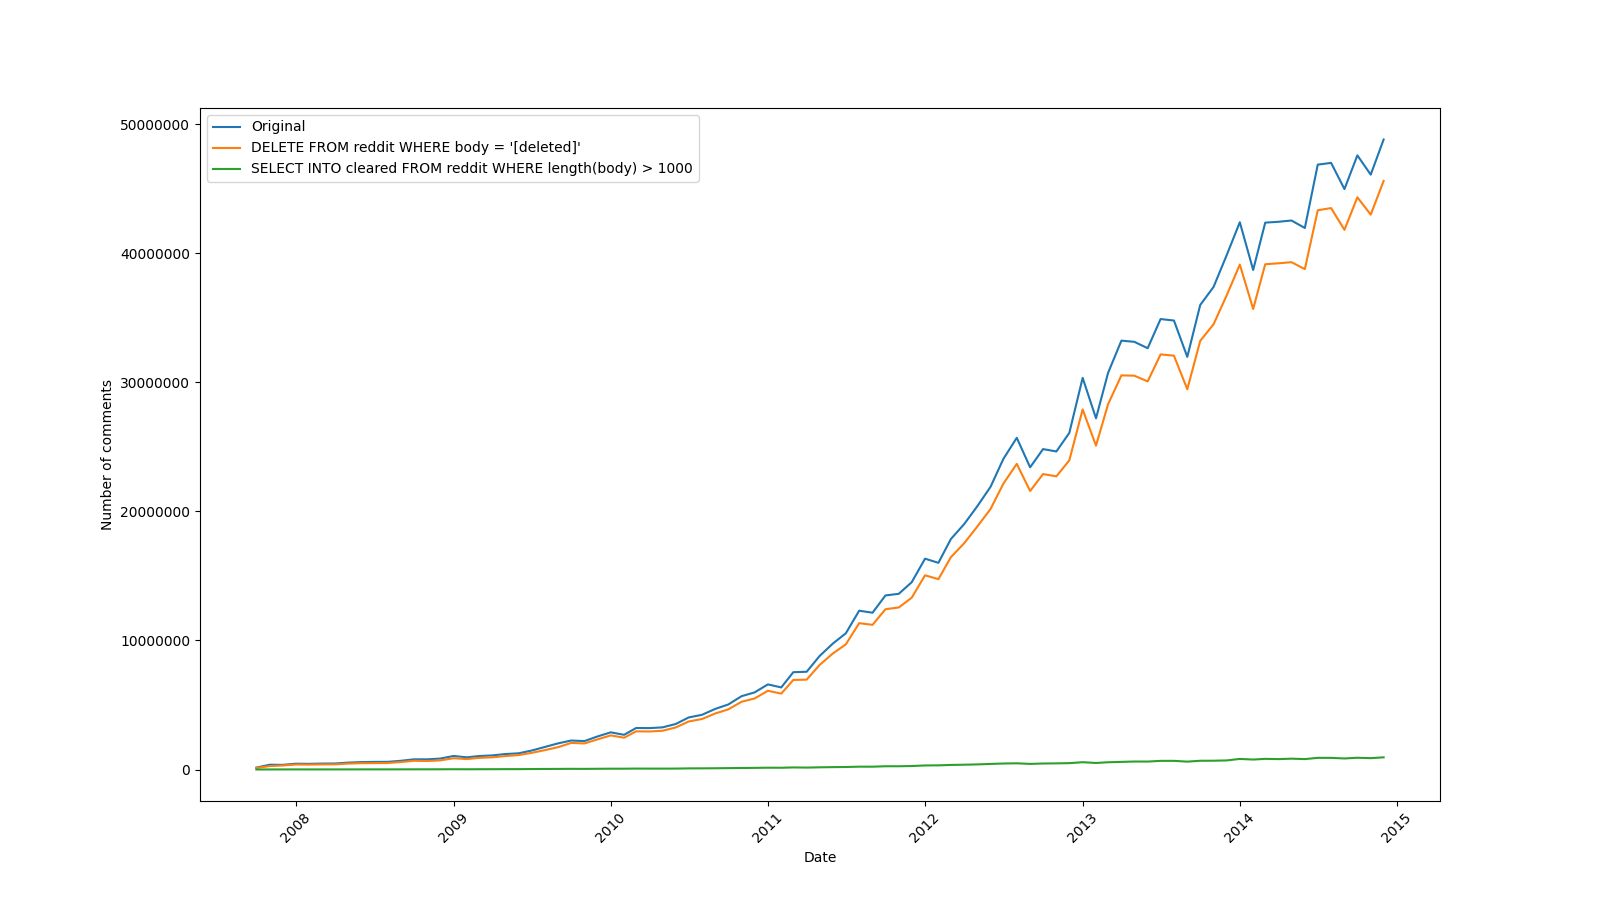 Original
DELETE FROM reddit WHERE body = '[deleted]'
SELECT INTO cleared FROM reddit WHERE length(body) > 1000
50000000
40000000
30000000
20000000
10000000
0
Number of comments
2008
2009
2010
2011
2012
2013
2014
2015
Date